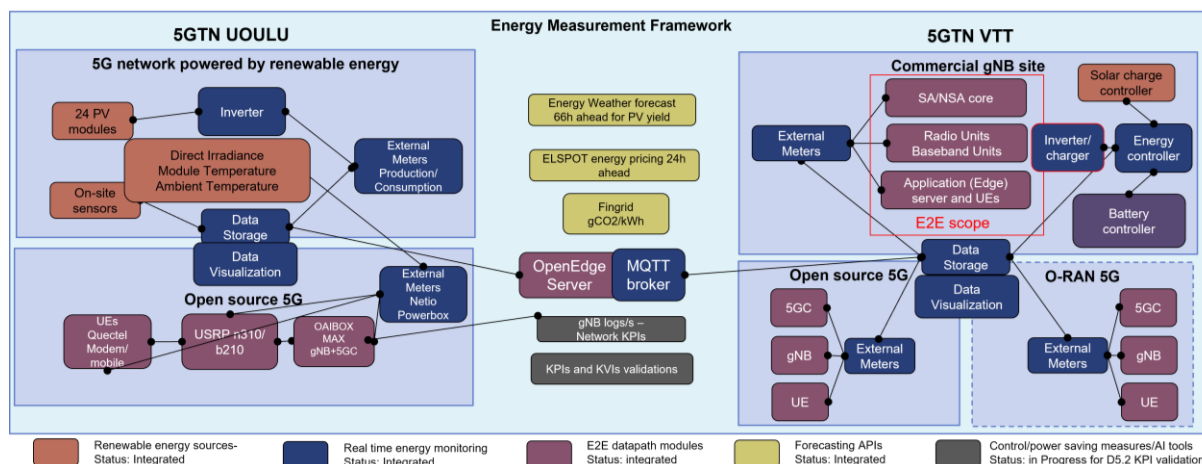 Energy Measurement Framework
5GTN UOULU
5G network powered by renewable energy
24 PV
modules
Inverter
Direct Irradiance
Module Temperature
Ambient Temperature
External
Meters
Production/
Consumption
On-site
sensors
Data
Storage
Data
Visualization
Open source 5G
External
Meters
Netio
Powerbox
UEs
Quectel
Modem/
mobile
USRP n310/
b210
OAIBOX
MAX
gNB+5GC
Energy Weather forecast
66h ahead for PV yield
ELSPOT energy pricing 24h
ahead
Fingrid
gCO2/kWh
OpenEdge
Server
MQTT
broker
gNB logs/s –
Network KPIs
KPIs and KVIs validations
5GTN VTT
Commercial gNB site
External
Meters
SA/NSA core
Radio Units
Baseband Units
Application (Edge)
server and UEs
E2E scope
Solar charge
controller
Inverter/
charger
Energy
controller
Battery
controller
Data
Storage
Data
Visualization
Open source 5G
5GC
gNB
UE
External
Meters
O-RAN 5G
External
Meters
5GC
gNB
UE
Renewable energy sources-
Status: Integrated
Real time energy monitoring
Status: Integrated
E2E datapath modules
Status: integrated
Forecasting APIs
Status: Integrated
Control/power saving measures/AI tools
Status: in Progress for D5.2 KPI validation